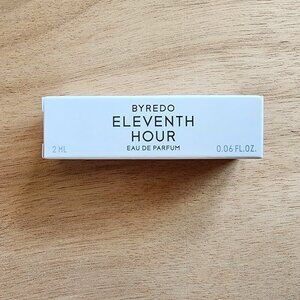 BYREDO
ELEVENTH
HOUR
EAU DE PARFUM
2 ML
0.06 FL.OZ.